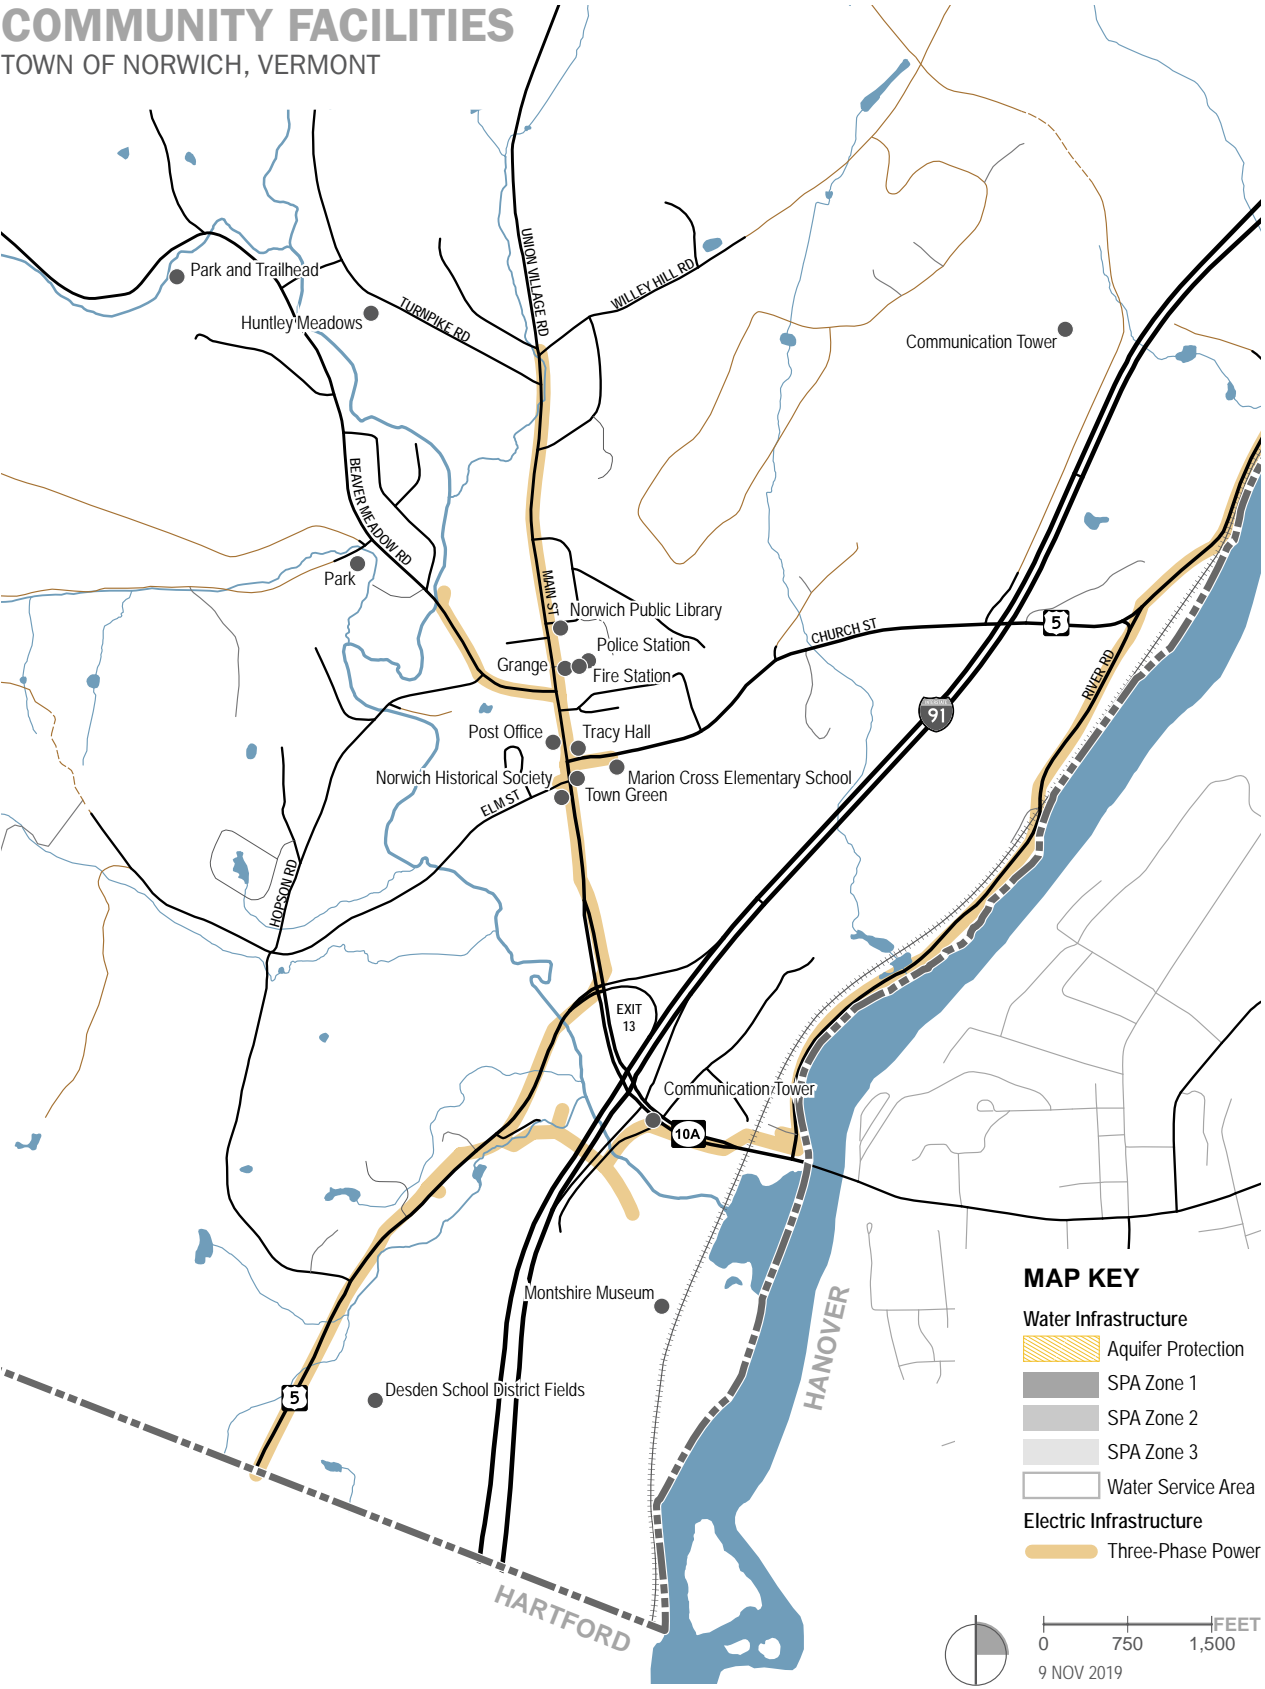 COMMUNITY FACILITIES
TOWN OF NORWICH, VERMONT
UNION VILLAGE RD
WILLEY HILL RD
Park and Trailhead
Huntley Meadows
TURNPIKE RD
Communication Tower
BEAVER MEADOW RD
Park
MAIN ST
Norwich Public Library
CHURCH ST
5
Police Station
Grange
Fire Station
RIVER RD
91
Post Office
Tracy Hall
Norwich Historical Society
Marion Cross Elementary School
Town Green
ELM ST
HOPSON RD
EXIT
13
Communication Tower
10A
Montshire Museum
HANOVER
Desden School District Fields
5
HARTFORD
MAP KEY
Water Infrastructure
Aquifer Protection
SPA Zone 1
SPA Zone 2
SPA Zone 3
Water Service Area
Electric Infrastructure
Three-Phase Power
FEET
0 750 1,500
9 NOV 2019